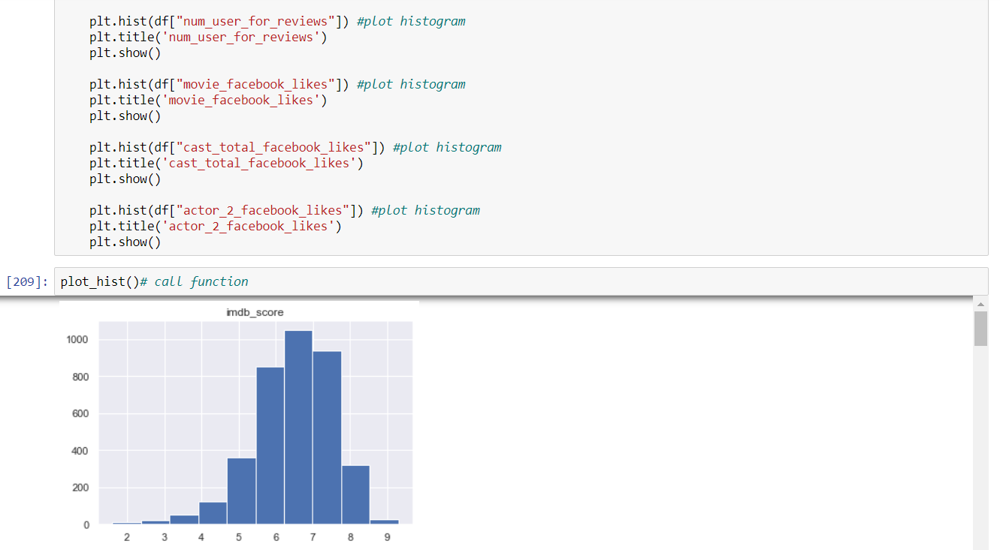 plt.hist(df["num_user_for_reviews"]) #plot histogram
plt.title('num_user_for_reviews')
plt.show()
plt.hist(df["movie_facebook_likes"]) #plot histogram
plt.title('movie_facebook_likes')
plt.show()
plt.hist(df["cast_total_facebook_likes"]) #plot histogram
plt.title('cast_total_facebook_likes')
plt.show()
plt.hist(df["actor_2_facebook_likes"]) #plot histogram
plt.title('actor_2_facebook_likes')
plt.show()
[209]: plot_hist()# call function
imdb_score
1000
800
600
400
200
0
2 3 4 5 6 7 8 9